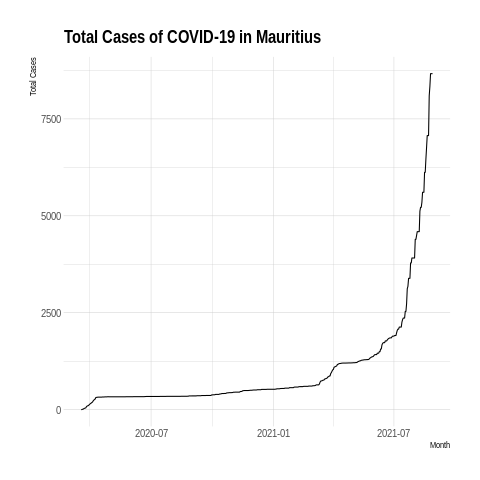 Total Cases of COVID-19 in Mauritius
Total Cases
7500
5000
2500
0
2020-07
2021-01
2021-07
Month